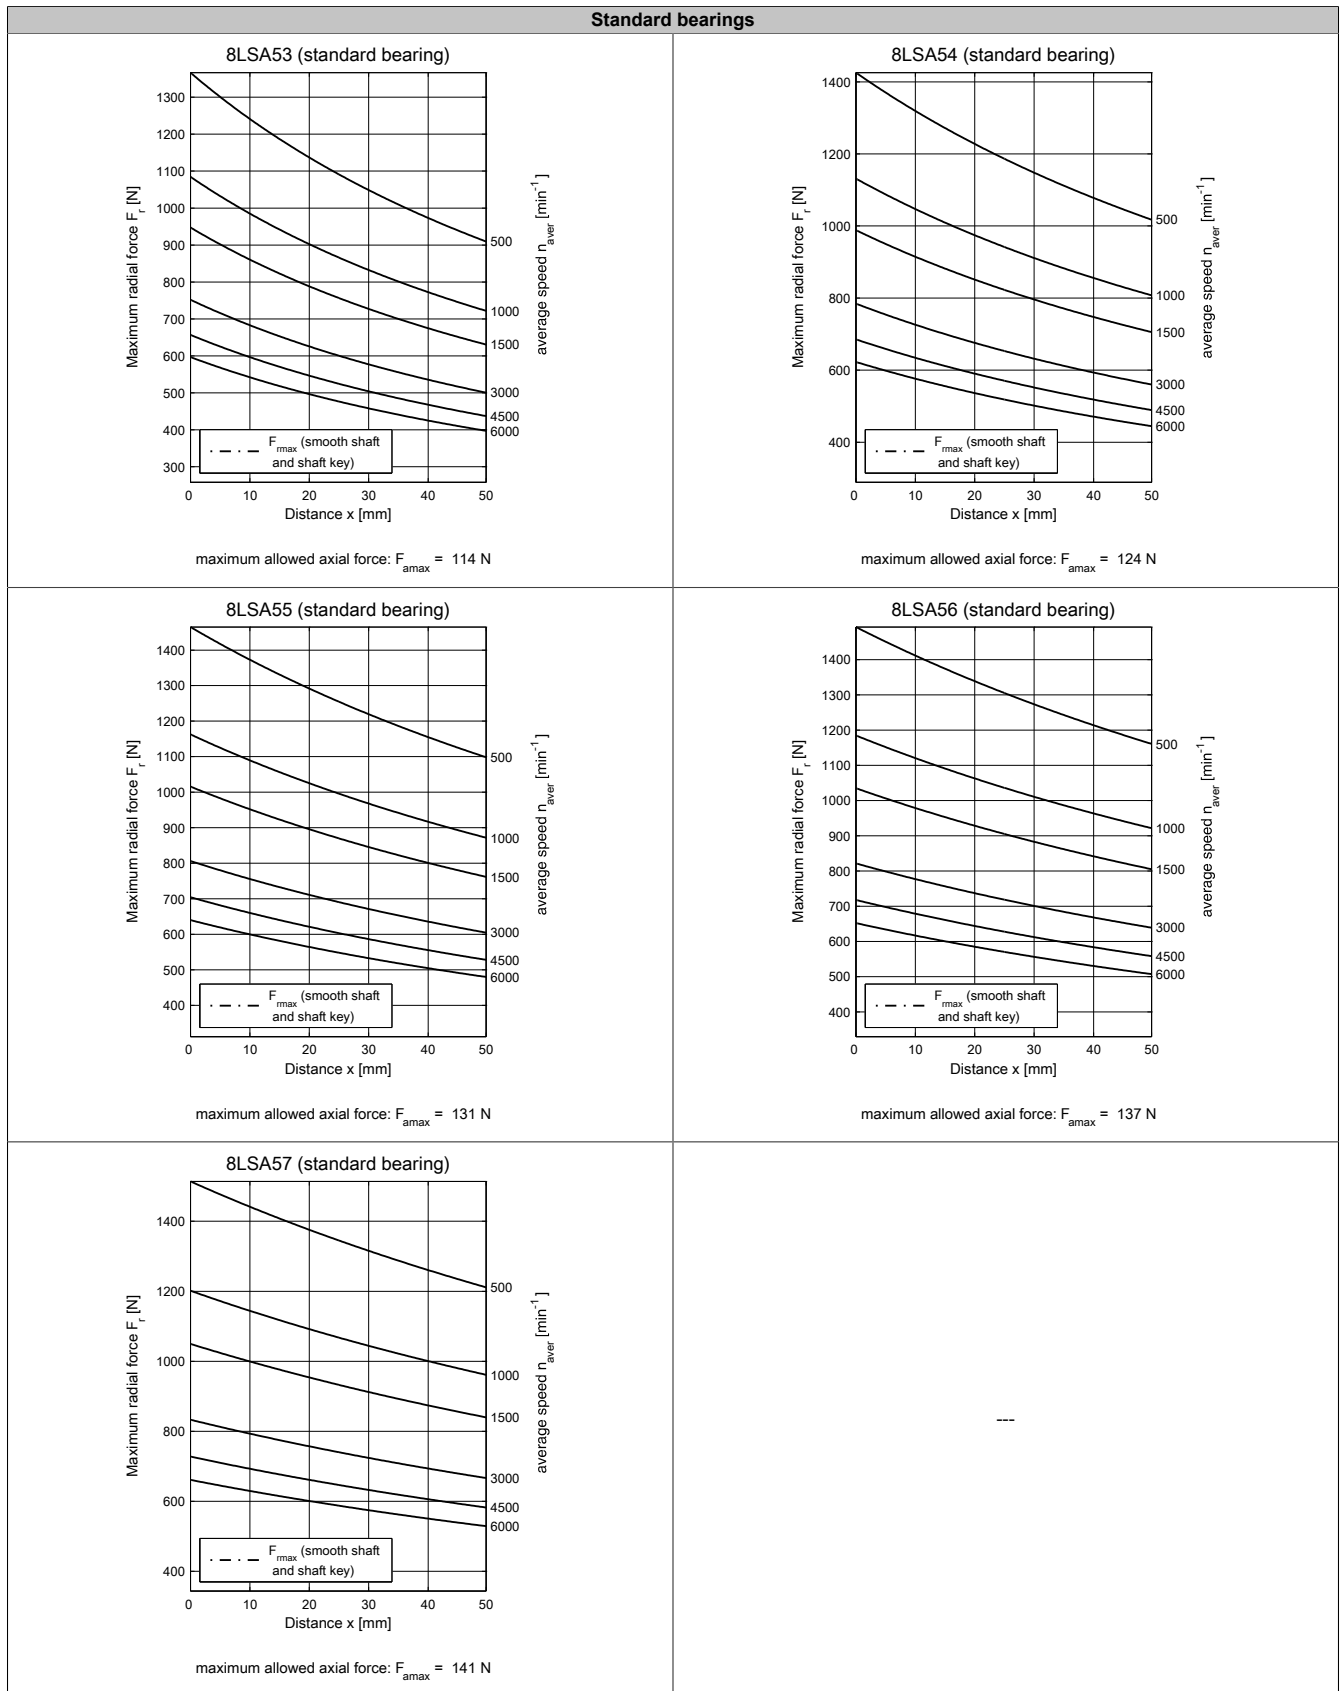 Standard bearings
8LSA53 (standard bearing)
Maximum radial force F_r [N]
1300
1200
1100
1000
900
800
700
600
500
400
300
500
1000
1500
3000
4500
6000
average speed n_aver [min^-1]
F_rmax (smooth shaft
and shaft key)
0 10 20 30 40 50
Distance x [mm]
maximum allowed axial force: F_amax = 114 N
8LSA54 (standard bearing)
Maximum radial force F_r [N]
1400
1200
1000
800
600
400
500
1000
1500
3000
4500
6000
average speed n_aver [min^-1]
F_rmax (smooth shaft
and shaft key)
0 10 20 30 40 50
Distance x [mm]
maximum allowed axial force: F_amax = 124 N
8LSA55 (standard bearing)
Maximum radial force F_r [N]
1400
1300
1200
1100
1000
900
800
700
600
500
400
500
1000
1500
3000
4500
6000
average speed n_aver [min^-1]
F_rmax (smooth shaft
and shaft key)
0 10 20 30 40 50
Distance x [mm]
maximum allowed axial force: F_amax = 131 N
8LSA56 (standard bearing)
Maximum radial force F_r [N]
1400
1300
1200
1100
1000
900
800
700
600
500
400
500
1000
1500
3000
4500
6000
average speed n_aver [min^-1]
F_rmax (smooth shaft
and shaft key)
0 10 20 30 40 50
Distance x [mm]
maximum allowed axial force: F_amax = 137 N
8LSA57 (standard bearing)
Maximum radial force F_r [N]
1400
1200
1000
800
600
400
500
1000
1500
3000
4500
6000
average speed n_aver [min^-1]
F_rmax (smooth shaft
and shaft key)
0 10 20 30 40 50
Distance x [mm]
maximum allowed axial force: F_amax = 141 N
---